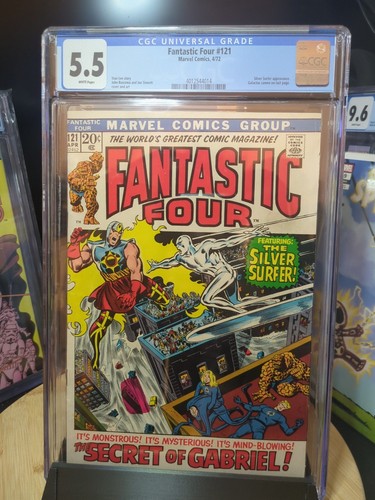 CGC UNIVERSAL GRADE
5.5
Fantastic Four #121
Marvel Comics, 4/72
CGC
9.6
FANTASTIC FOUR
MARVEL COMICS GROUP
121
APR
20¢
THE WORLD'S GREATEST COMIC MAGAZINE!
FANTASTIC
FOUR
FEATURING:
THE
SILVER
SURFER!
IT'S MONSTROUS! IT'S MYSTERIOUS! IT'S MIND-BLOWING!
THE SECRET OF GABRIEL!